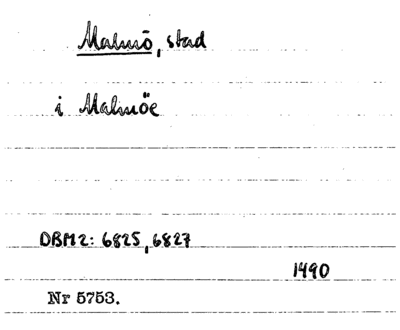 Malmö, stad
i Malmöe
DBM2: 6825, 6827
1490
Nr 5753.